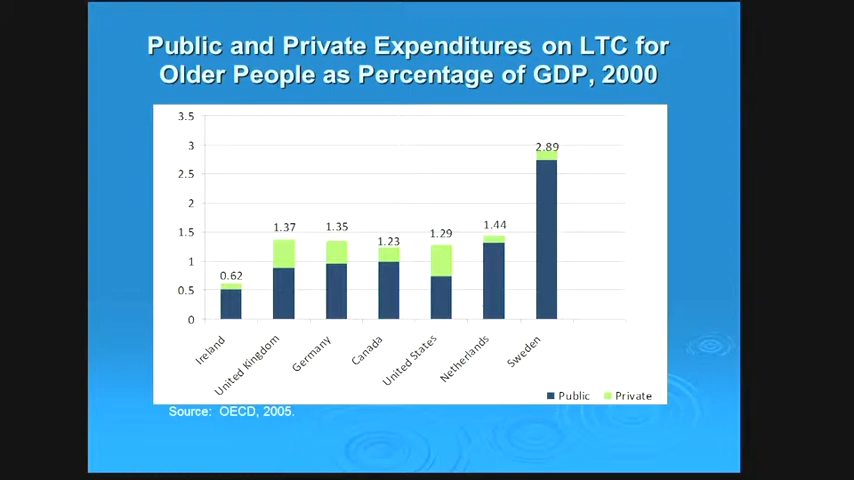 Public and Private Expenditures on LTC for
Older People as Percentage of GDP, 2000
3.5
3
2.5
2
1.5
1
0.5
0
0.62
1.37
1.35
1.23
1.29
1.44
2.89
Ireland
United Kingdom
Germany
Canada
United States
Netherlands
Sweden
Public
Private
Source: OECD, 2005.